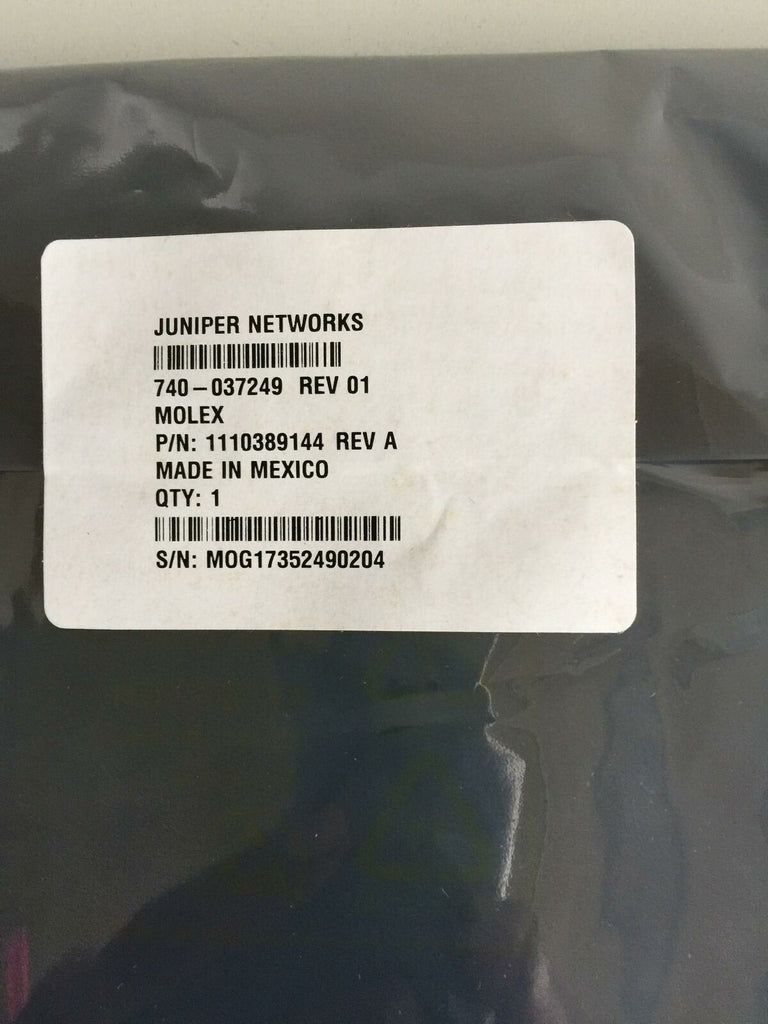 JUNIPER NETWORKS
740-037249 REV 01
MOLEX
P/N: 1110389144 REV A
MADE IN MEXICO
QTY: 1
S/N: MOG17352490204